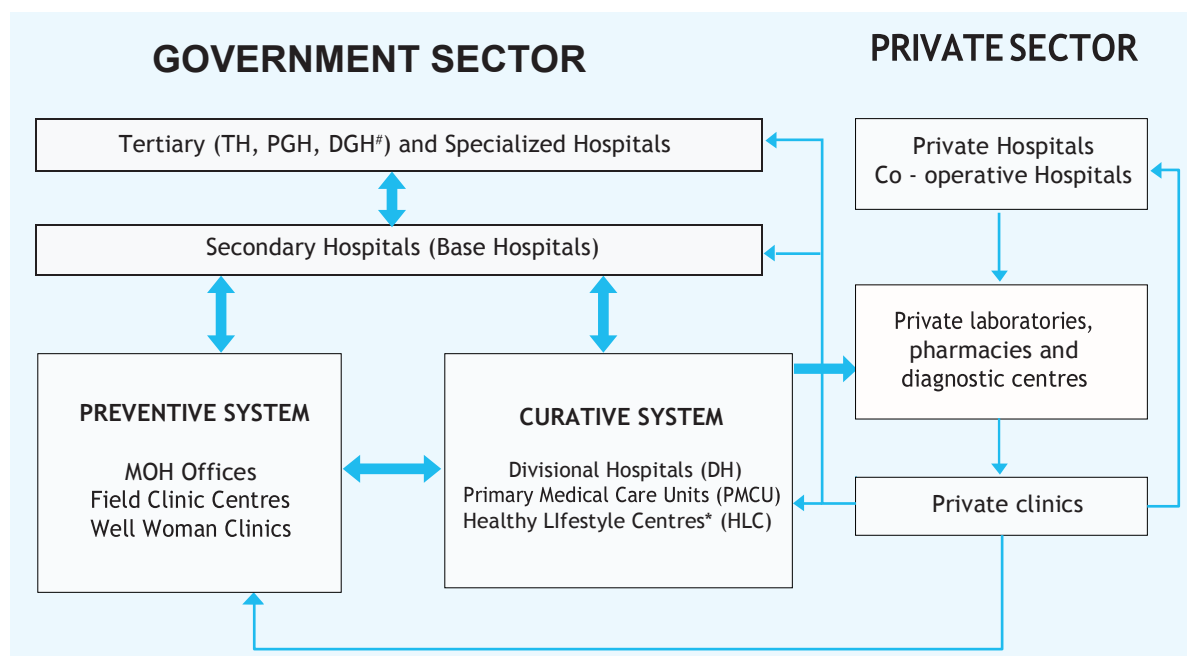 GOVERNMENT SECTOR
PRIVATE SECTOR
Tertiary (TH, PGH, DGH#) and Specialized Hospitals
Secondary Hospitals (Base Hospitals)
PREVENTIVE SYSTEM
MOH Offices
Field Clinic Centres
Well Woman Clinics
CURATIVE SYSTEM
Divisional Hospitals (DH)
Primary Medical Care Units (PMCU)
Healthy LIfestyle Centres* (HLC)
Private Hospitals
Co - operative Hospitals
Private laboratories,
pharmacies and
diagnostic centres
Private clinics